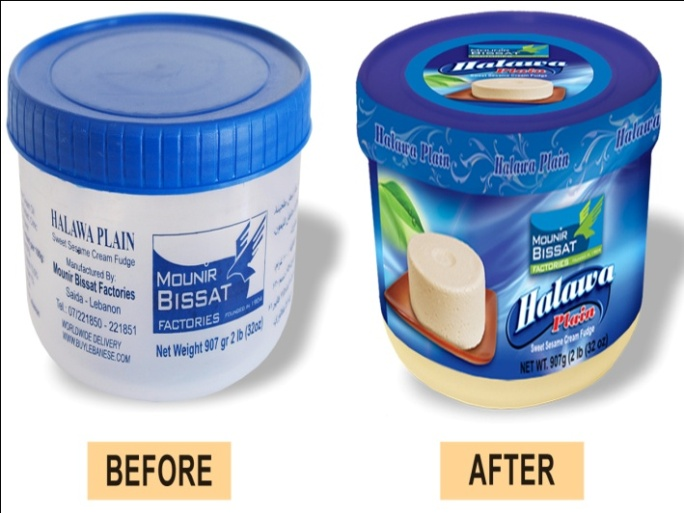 HALAWA PLAIN
Sweet Sesame Cream Fudge
Manufactured By:
Mounir Bissat Factories
Saida - Lebanon
Tel.: 07/221850 - 221851
WORLDWIDE DELIVERY
WWW.BUYLEBANESE.COM
MOUNIR
BISSAT
FACTORIES FOUNDED IN 1904
Net Weight 907 gr 2 lb (32oz)
BEFORE
MOUNIR
BISSAT
Halawa
Plain
Sweet Sesame Cream Fudge
Halawa Plain
Halawa Plain
Halawa
MOUNIR
BISSAT
FACTORIES
Halawa
Plain
Sweet Sesame Cream Fudge
NET WT. 907g (2 lb (32 oz)
AFTER